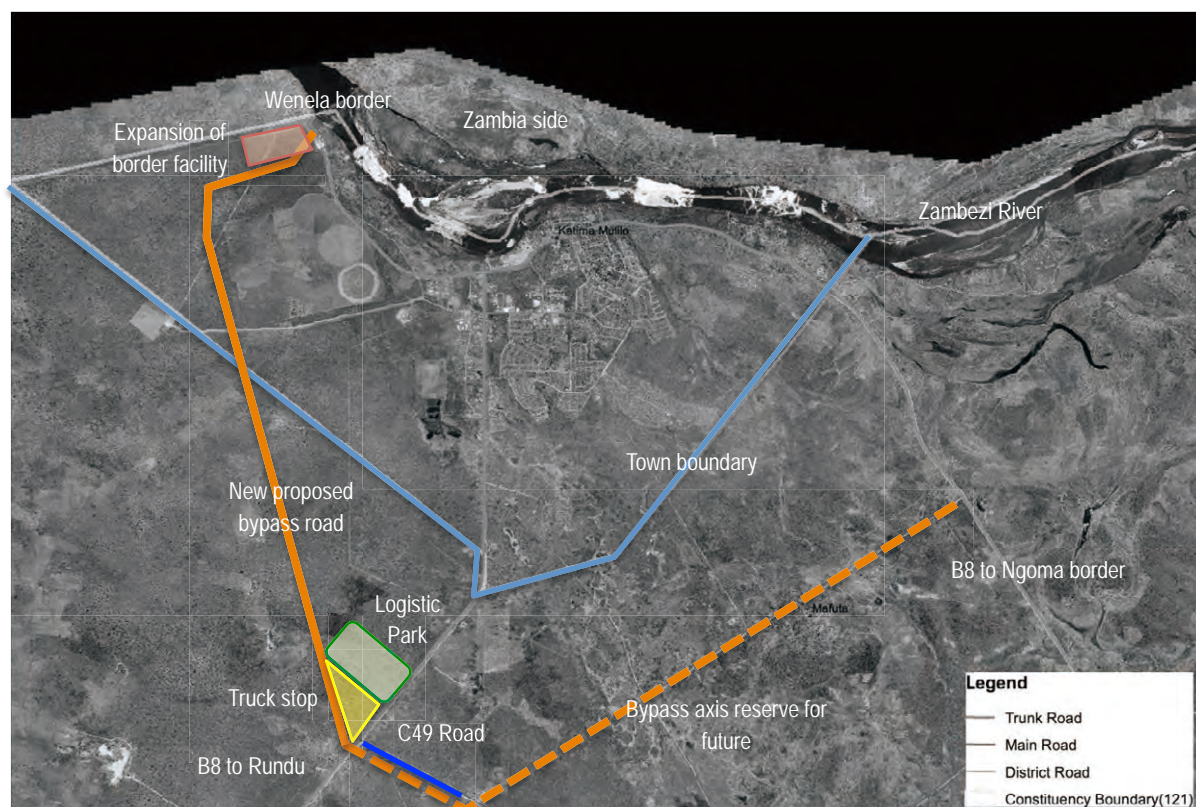 Wenela border
Zambia side
Expansion of
border facility
Zambezi River
Katima Mulilo
Town boundary
New proposed
bypass road
B8 to Ngoma border
Mafuta
Logistic
Park
Truck stop
C49 Road
Bypass axis reserve for
future
B8 to Rundu
Legend
Trunk Road
Main Road
District Road
Constituency Boundary(121)